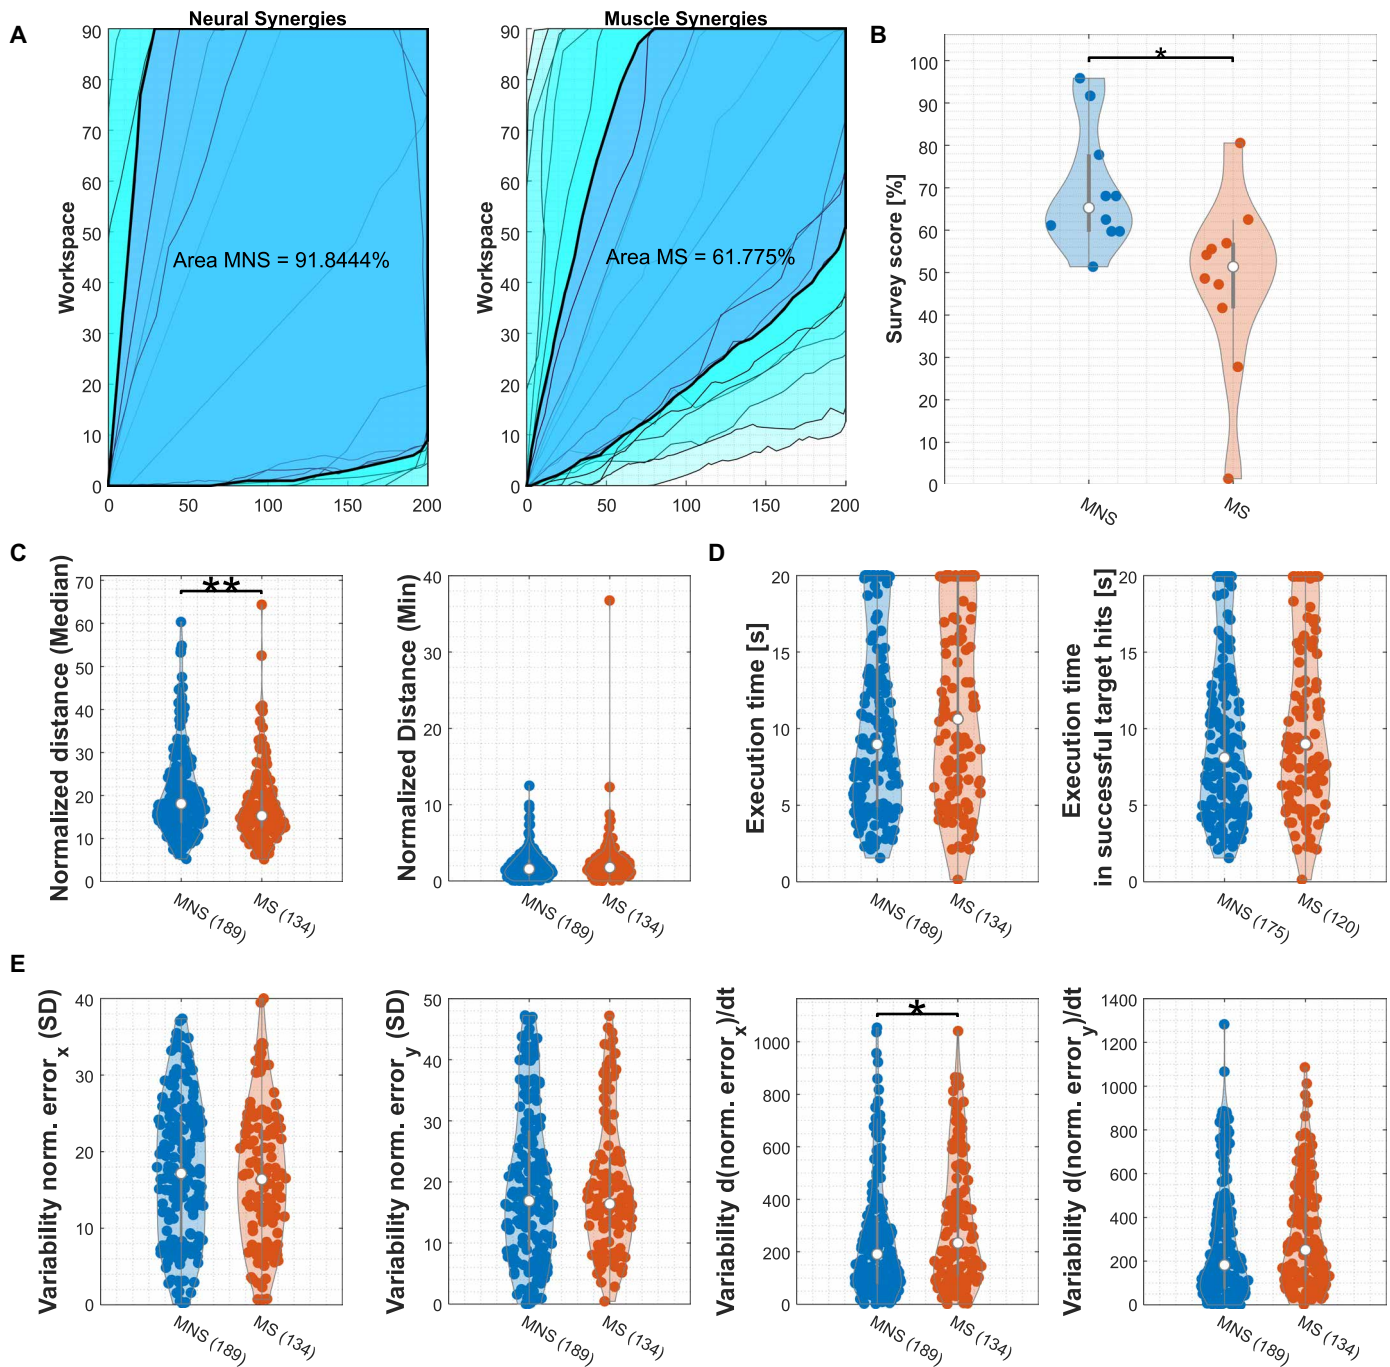 A
Neural Synergies
Workspace
90
80
70
60
50
40
30
20
10
0
Area MNS = 91.8444%
0 50 100 150 200
Muscle Synergies
Workspace
90
80
70
60
50
40
30
20
10
0
Area MS = 61.775%
0 50 100 150 200
B
*
Survey score [%]
100
90
80
70
60
50
40
30
20
10
0
MNS
MS
C
Normalized distance (Median)
70
60
50
40
30
20
10
0
**
MNS (189)
MS (134)
Normalized Distance (Min)
40
30
20
10
0
MNS (189)
MS (134)
D
Execution time [s]
20
15
10
5
0
MNS (189)
MS (134)
Execution time
in successful target hits [s]
20
15
10
5
0
MNS (175)
MS (120)
E
Variability norm. error_x (SD)
40
30
20
10
0
MNS (189)
MS (134)
Variability norm. error_y (SD)
50
40
30
20
10
0
MNS (189)
MS (134)
Variability d(norm. error_x)/dt
1000
800
600
400
200
0
*
MNS (189)
MS (134)
Variability d(norm. error_y)/dt
1400
1200
1000
800
600
400
200
0
MNS (189)
MS (134)